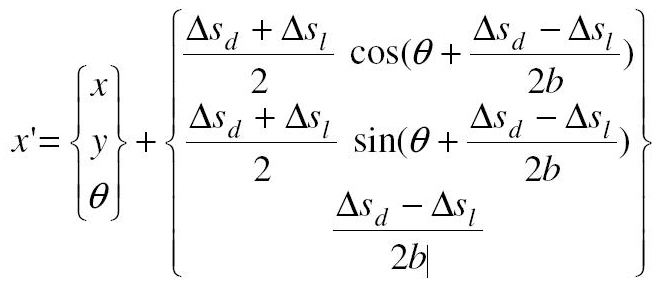 x'= { x y θ } + { (Δs_d + Δs_l)/2 cos(θ + (Δs_d − Δs_l)/2b)
(Δs_d + Δs_l)/2 sin(θ + (Δs_d − Δs_l)/2b)
(Δs_d − Δs_l)/2b }